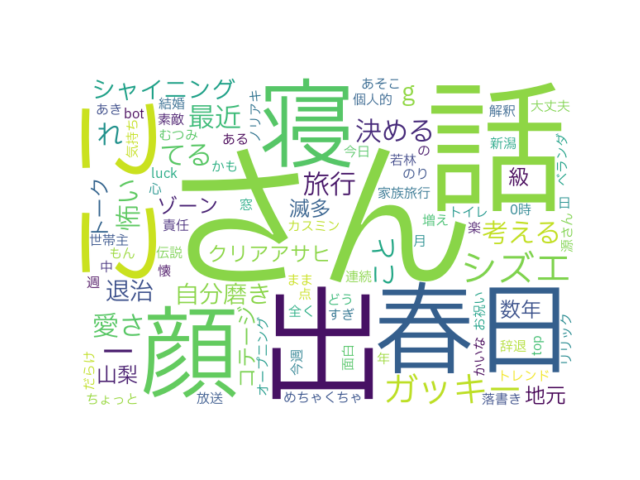 さん
話
出
春日
顔
寝
ここ
シズエ
ガッキー
決める
考える
旅行
最近
シャイニング
れ
てる
ゾーン
滅多
クリアアサヒ
自分磨き
退治
愛さ
ー
山梨
コテージ
こと
怖い
トーク
数年
地元
級
g
あそこ
個人的
解釈
大丈夫
新潟
ベランダ
あき
bot
結婚
素敵
気持ち
むつみ
ノリアキ
ある
かも
今日
の
若林
のり
luck
心
窓
家族旅行
0時
責任
カスミン
増え
トイレ
楽
日
源さん
世帯主
もん
伝説
中
懐
週
まま
点
連続
月
全く
どう
すぎ
お祝い
だらけ
オープニング
今週
面白
年
かいな
辞退
top
リリック
トレンド
ちょっと
放送
めちゃくちゃ
落書き